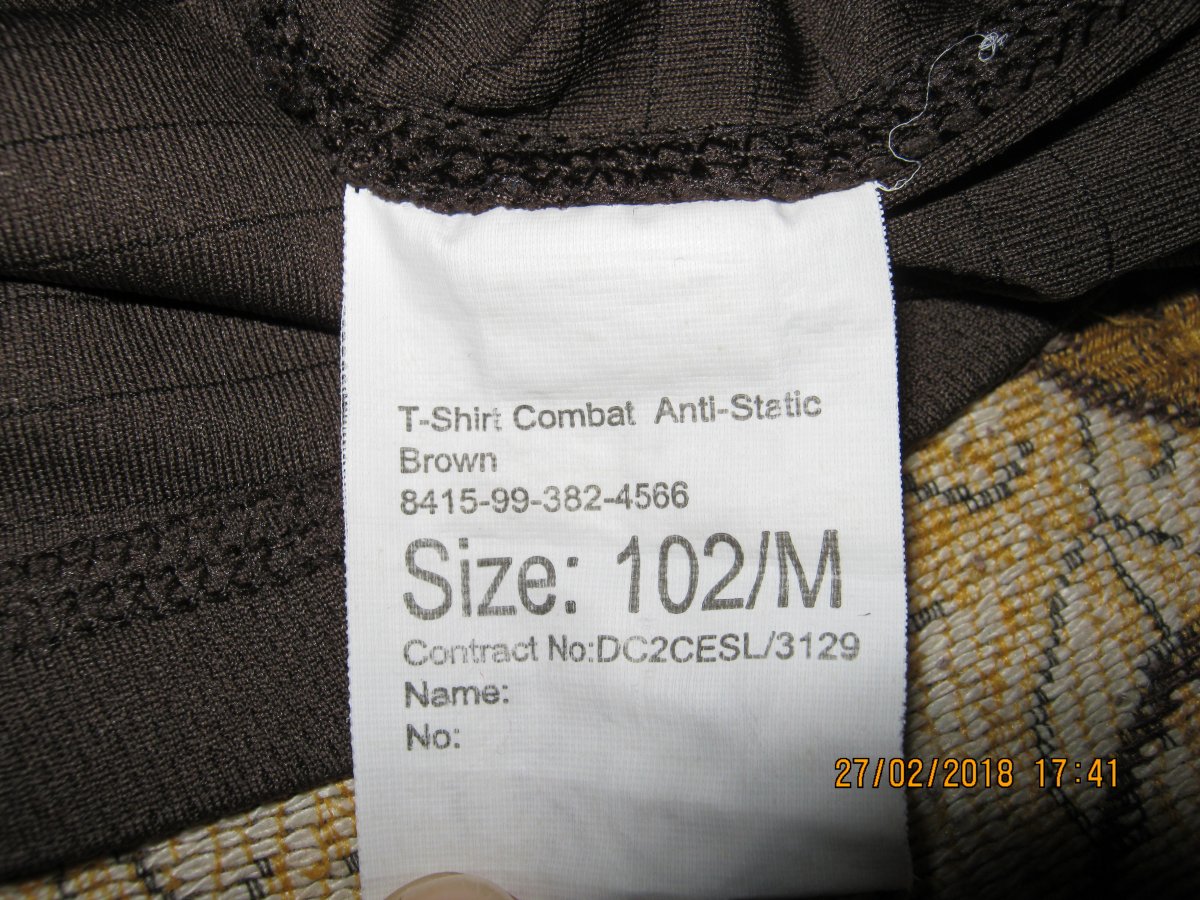 T-Shirt Combat Anti-Static
Brown
8415-99-382-4566
Size: 102/M
Contract No:DC2CESL/3129
Name:
No:
27/02/2018 17:41